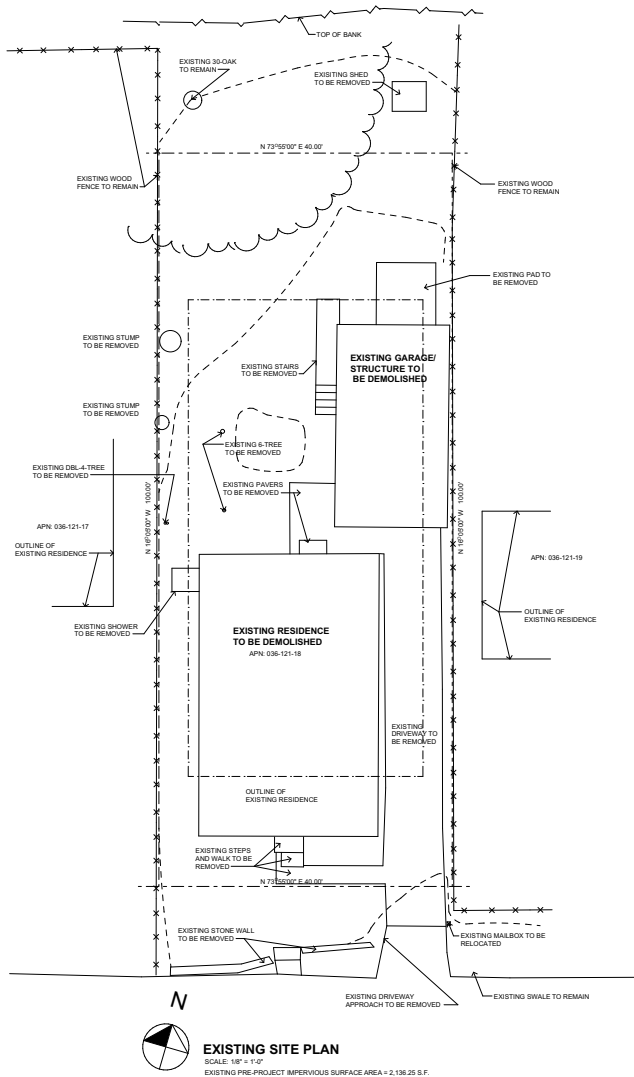 TOP OF BANK
EXISTING 30-OAK
TO REMAIN
EXISITING SHED
TO BE REMOVED
N 73°55'00" E 40.00'
EXISTING WOOD
FENCE TO REMAIN
EXISTING WOOD
FENCE TO REMAIN
EXISTING PAD TO
BE REMOVED
EXISTING STUMP
TO BE REMOVED
EXISTING STAIRS
TO BE REMOVED
EXISTING GARAGE/
STRUCTURE TO
BE DEMOLISHED
EXISTING STUMP
TO BE REMOVED
EXISTING 6-TREE
TO BE REMOVED
EXISTING DBL-4-TREE
TO BE REMOVED
EXISTING PAVERS
TO BE REMOVED
N 16°05'00" W 100.00'
N 16°05'00" W 100.00'
APN: 036-121-17
OUTLINE OF
EXISTING RESIDENCE
APN: 036-121-19
OUTLINE OF
EXISTING RESIDENCE
EXISTING SHOWER
TO BE REMOVED
EXISTING RESIDENCE
TO BE DEMOLISHED
APN: 036-121-18
EXISTING
DRIVEWAY TO
BE REMOVED
OUTLINE OF
EXISTING RESIDENCE
EXISTING STEPS
AND WALK TO BE
REMOVED
N 73°55'00" E 40.00'
EXISTING STONE WALL
TO BE REMOVED
EXISTING MAILBOX TO BE
RELOCATED
EXISTING DRIVEWAY
APPROACH TO BE REMOVED
EXISTING SWALE TO REMAIN
N
EXISTING SITE PLAN
SCALE: 1/8" = 1'-0"
EXISTING PRE-PROJECT IMPERVIOUS SURFACE AREA = 2,136.25 S.F.